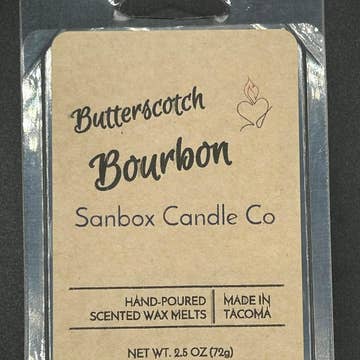 Butterscotch
Bourbon
Sanbox Candle Co
HAND-POURED | MADE IN
SCENTED WAX MELTS | TACOMA
NET WT. 2.5 OZ (72g)